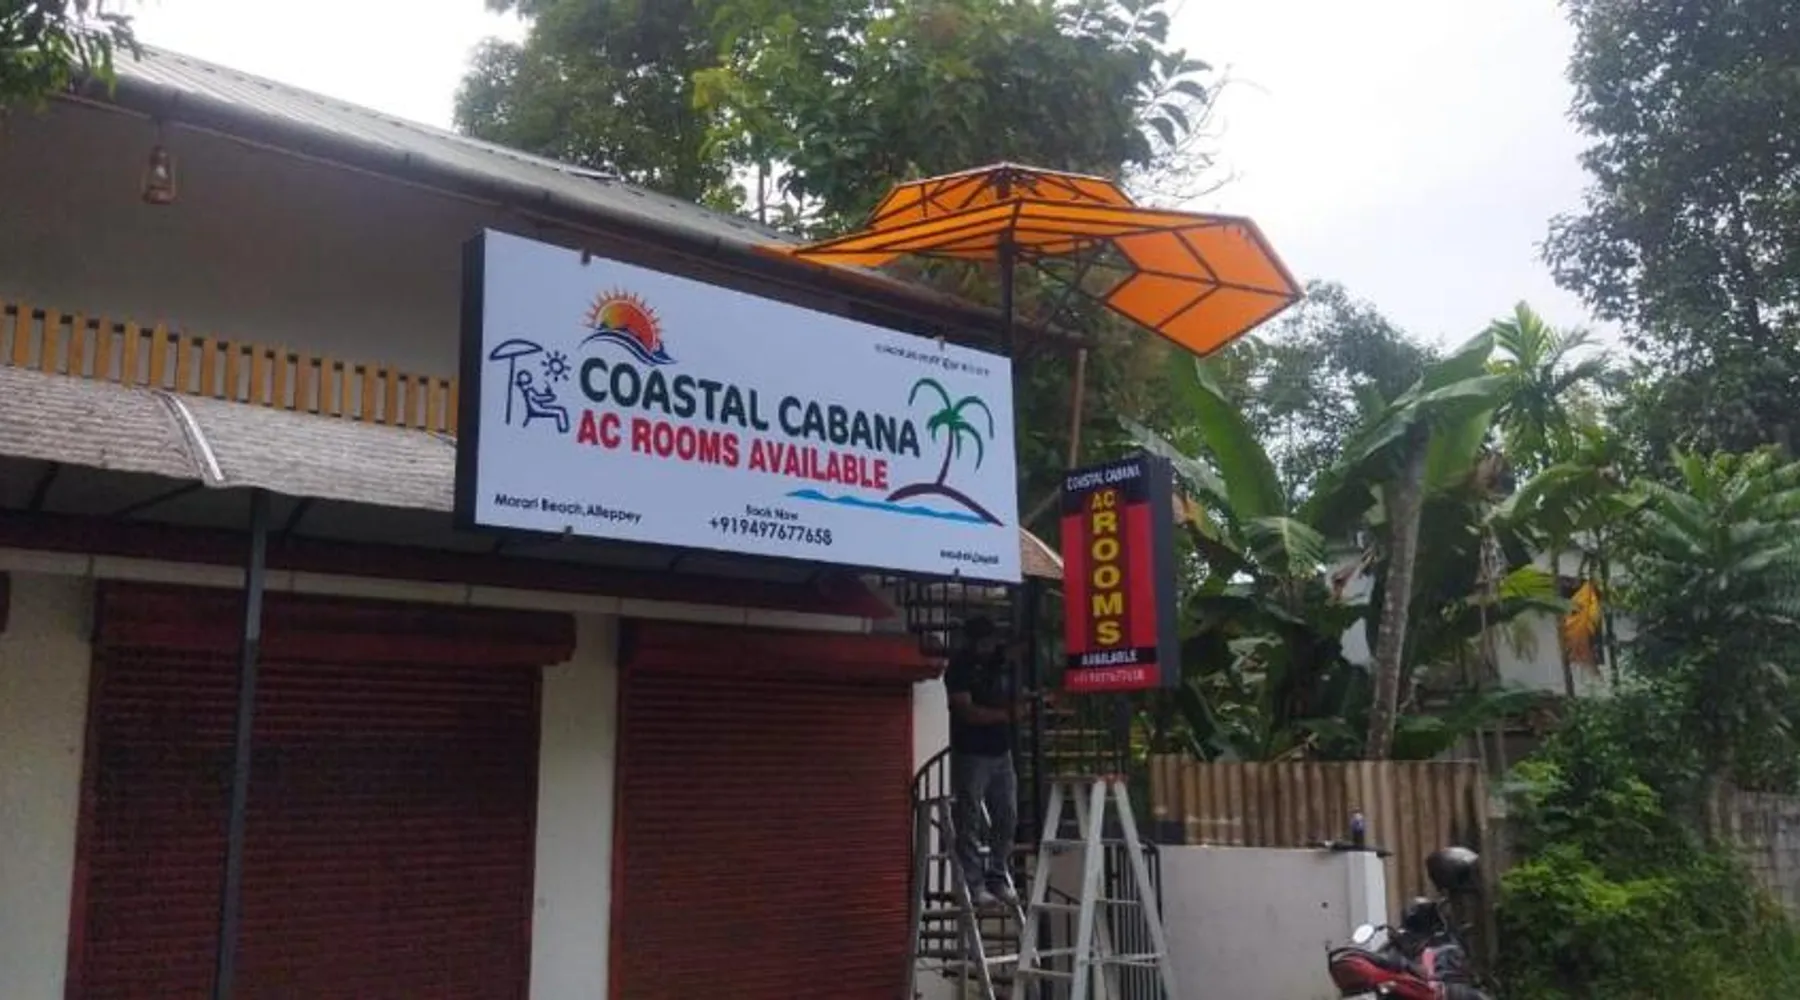 COASTAL CABANA
AC ROOMS AVAILABLE
Marari Beach,Alleppey
Book Now
+919497677658
COASTAL CABANA
AC
ROOMS
AVAILABLE